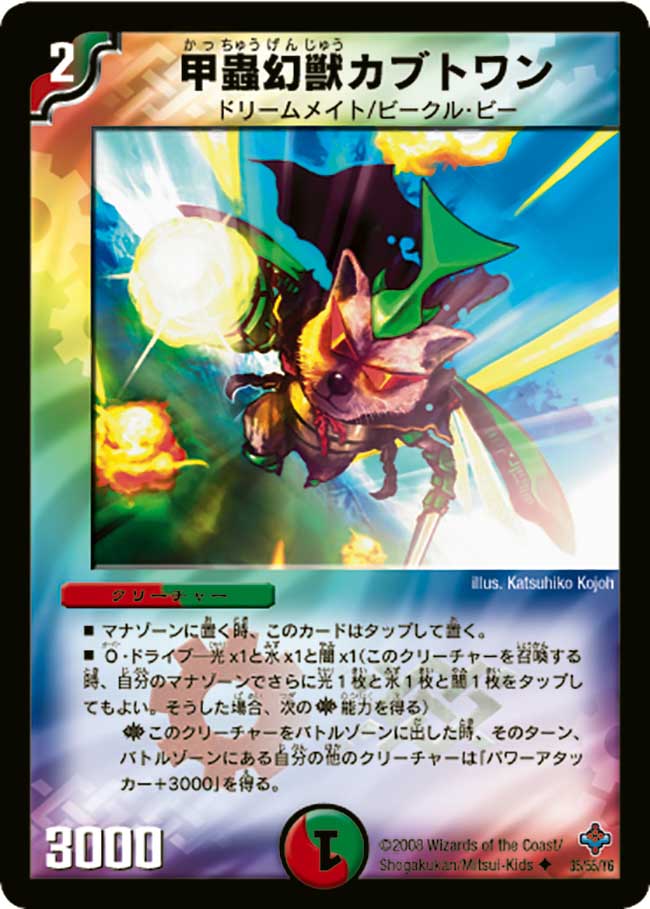 2
かっちゅうげんじゅう
甲蟲幻獣カブトワン
ドリームメイト/ビークル・ビー
illus. Katsuhiko Kojoh
クリーチャー
■ マナゾーンに置く時、このカードはタップして置く。
■ O・ドライブ―光x1と水x1と闇x1(このクリーチャーを召喚する
時、自分のマナゾーンでさらに光1枚と水1枚と闇1枚をタップし
てもよい。そうした場合、次の 能力を得る)
このクリーチャーをバトルゾーンに出した時、そのターン、
バトルゾーンにある自分の他のクリーチャーは「パワーアタッ
カー+3000」を得る。
3000
1
©2008 Wizards of the Coast/
Shogakukan/Mitsui-Kids ◆ 35/55/Y6